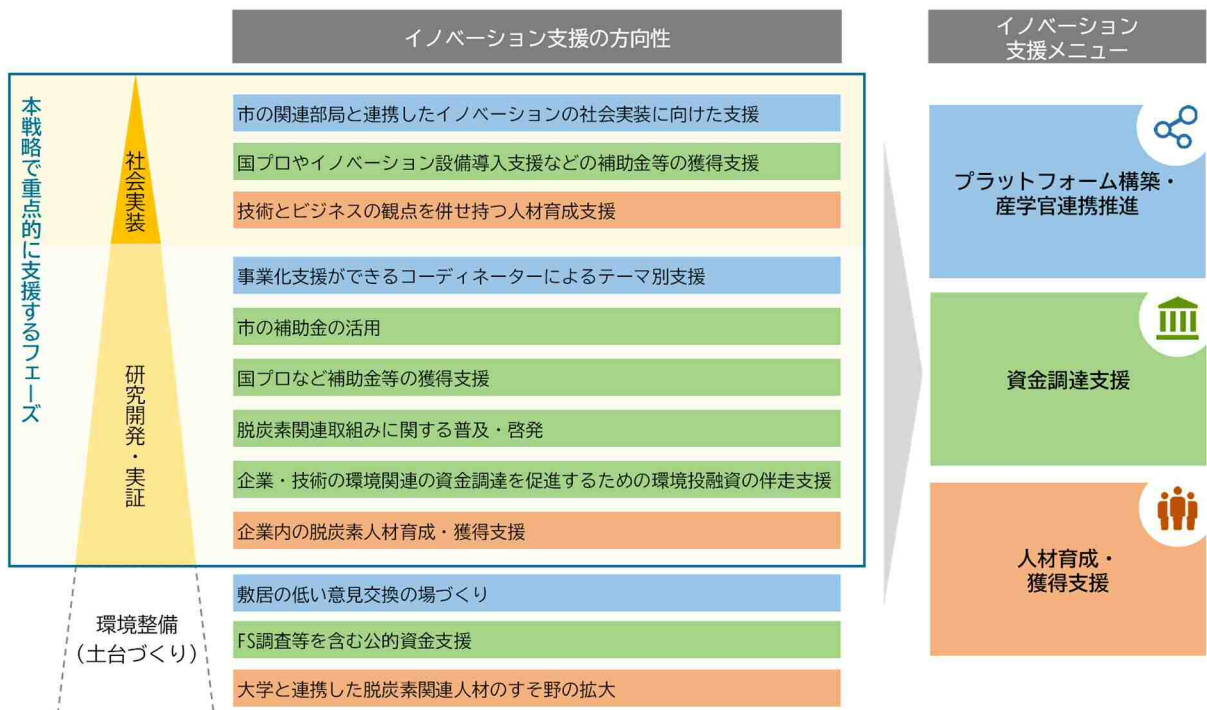 イノベーション支援の方向性
イノベーション
支援メニュー
本戦略で重点的に支援するフェーズ
社会実装
市の関連部局と連携したイノベーションの社会実装に向けた支援
国プロやイノベーション設備導入支援などの補助金等の獲得支援
技術とビジネスの観点を併せ持つ人材育成支援
研究開発・実証
事業化支援ができるコーディネーターによるテーマ別支援
市の補助金の活用
国プロなど補助金等の獲得支援
脱炭素関連取組みに関する普及・啓発
企業・技術の環境関連の資金調達を促進するための環境投融資の伴走支援
企業内の脱炭素人材育成・獲得支援
環境整備
（土台づくり）
敷居の低い意見交換の場づくり
FS調査等を含む公的資金支援
大学と連携した脱炭素関連人材のすそ野の拡大
プラットフォーム構築・
産学官連携推進
資金調達支援
人材育成・
獲得支援